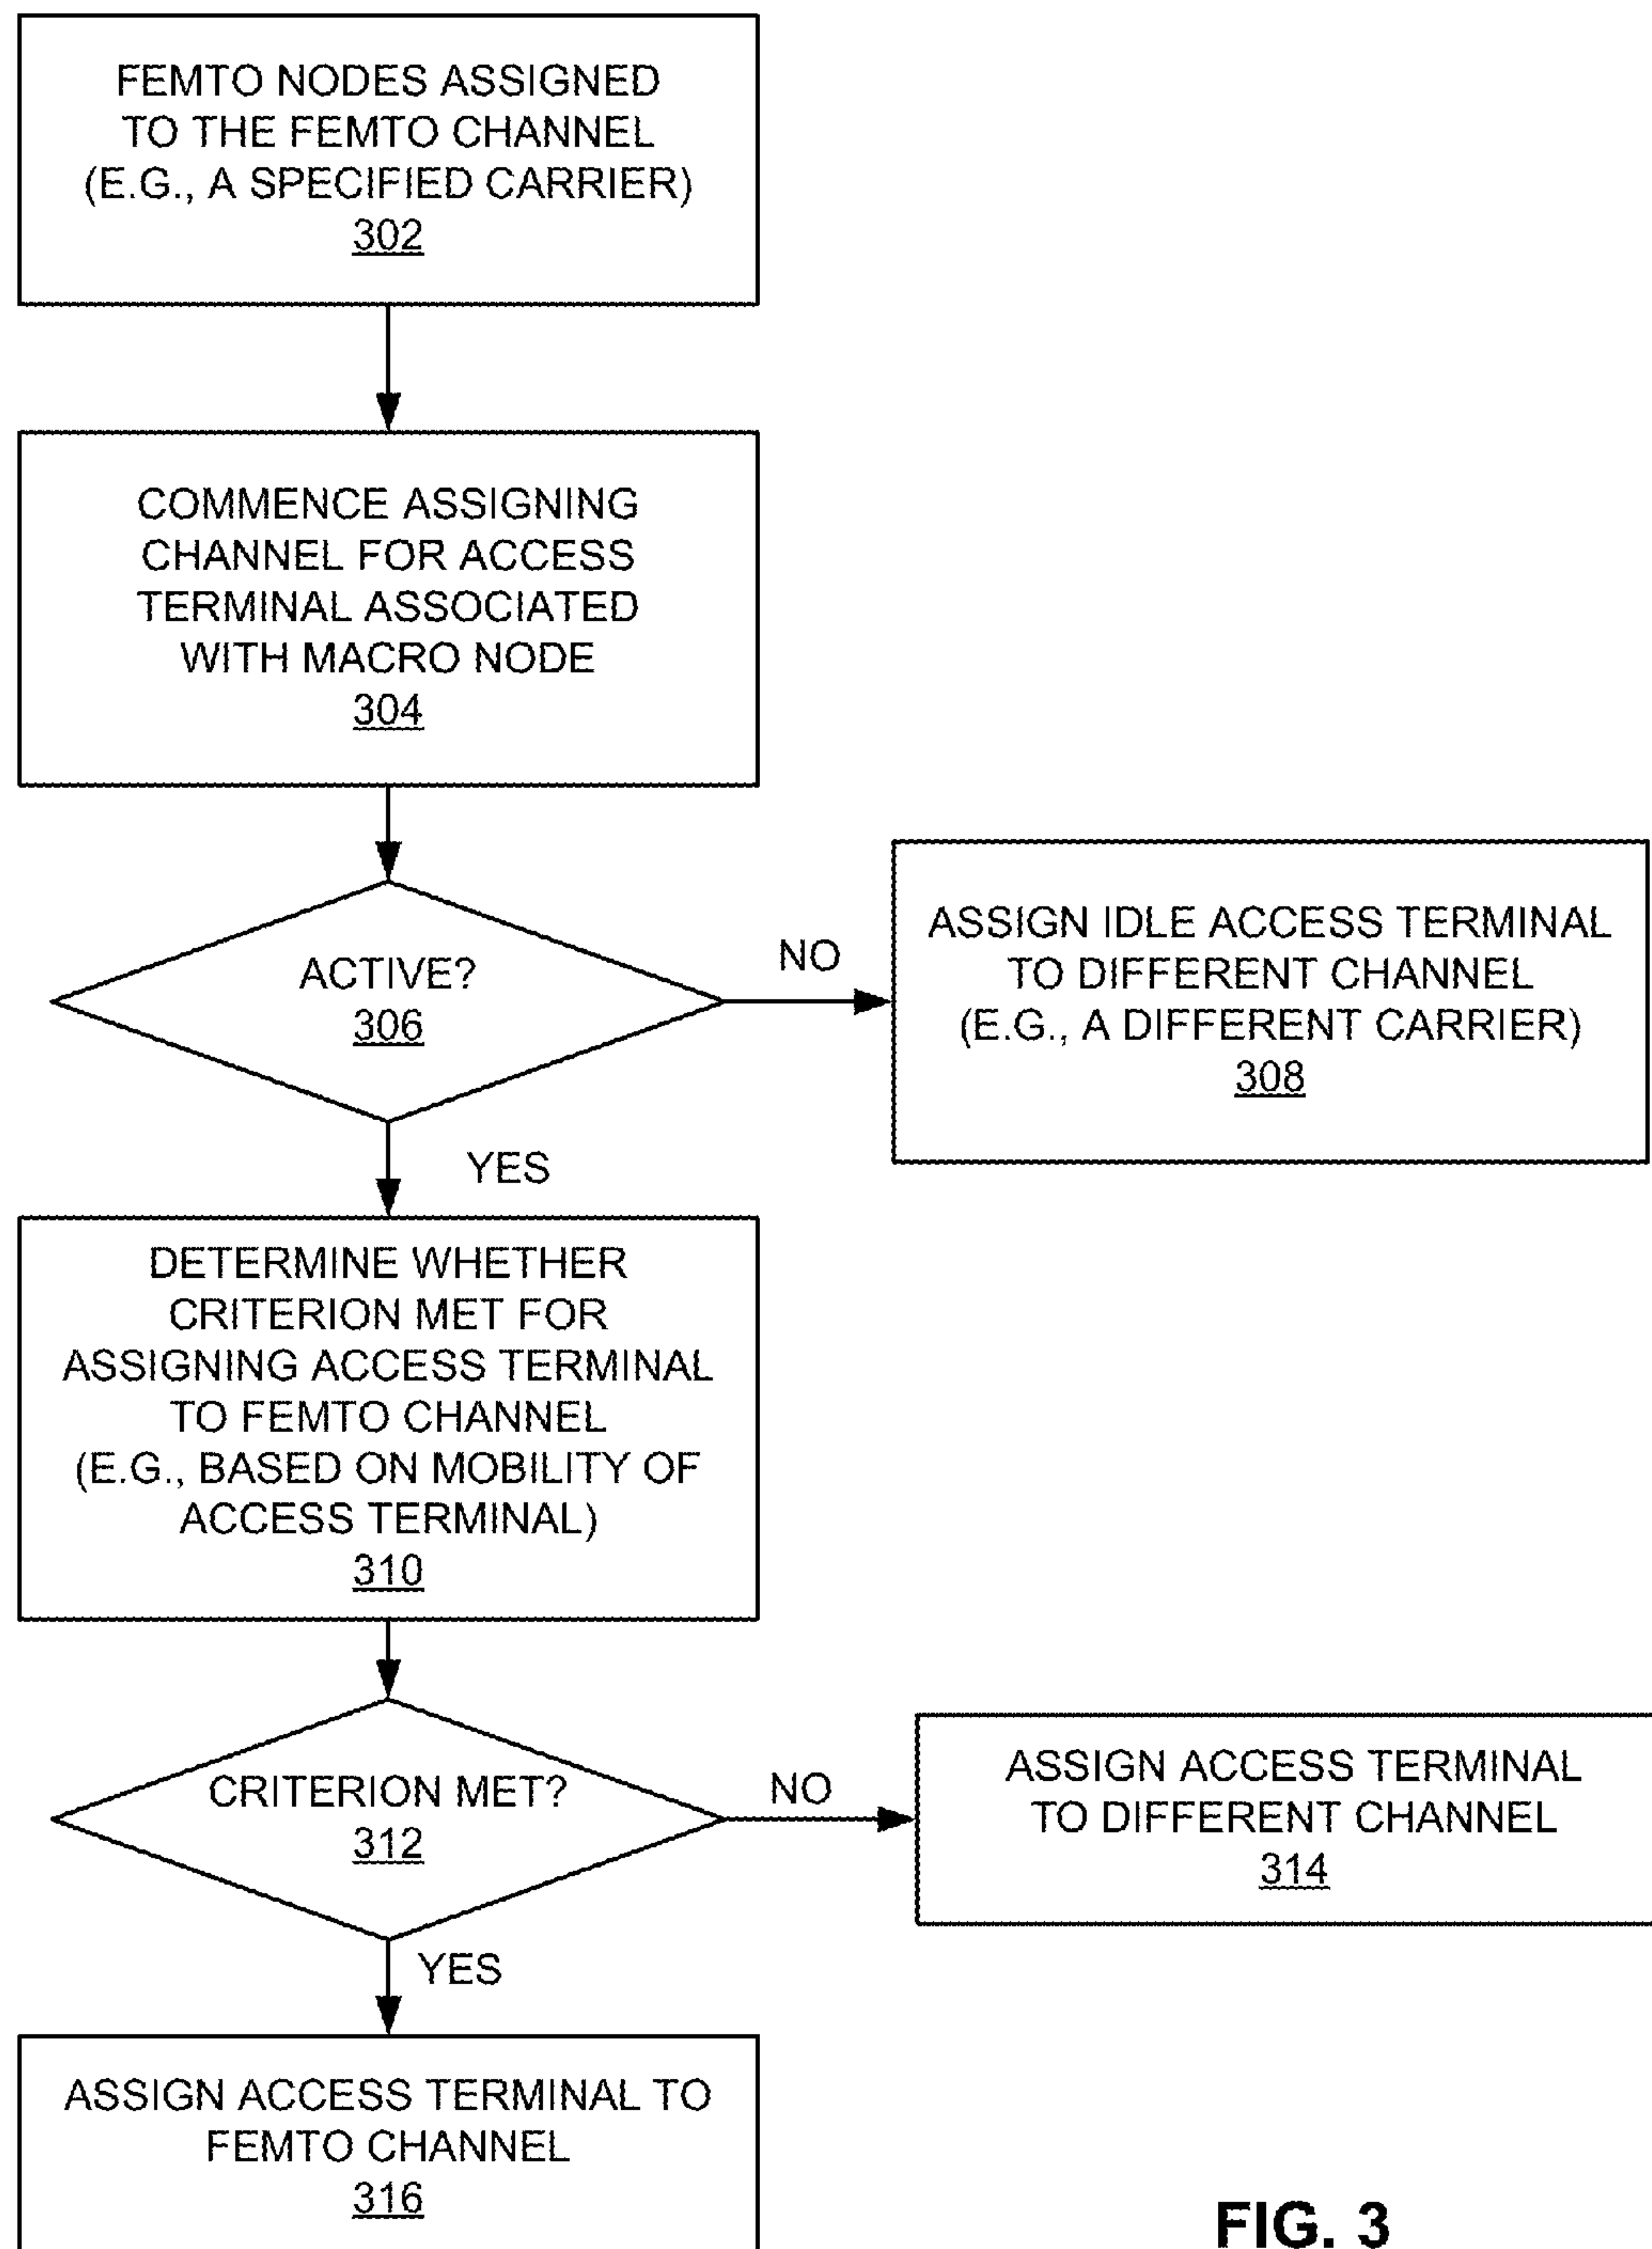 FEMTO NODES ASSIGNED
TO THE FEMTO CHANNEL
(E.G., A SPECIFIED CARRIER)
302
COMMENCE ASSIGNING
CHANNEL FOR ACCESS
TERMINAL ASSOCIATED
WITH MACRO NODE
304
ACTIVE?
306
NO
ASSIGN IDLE ACCESS TERMINAL
TO DIFFERENT CHANNEL
(E.G., A DIFFERENT CARRIER)
308
YES
DETERMINE WHETHER
CRITERION MET FOR
ASSIGNING ACCESS TERMINAL
TO FEMTO CHANNEL
(E.G., BASED ON MOBILITY OF
ACCESS TERMINAL)
310
CRITERION MET?
312
NO
ASSIGN ACCESS TERMINAL
TO DIFFERENT CHANNEL
314
YES
ASSIGN ACCESS TERMINAL TO
FEMTO CHANNEL
316
FIG. 3